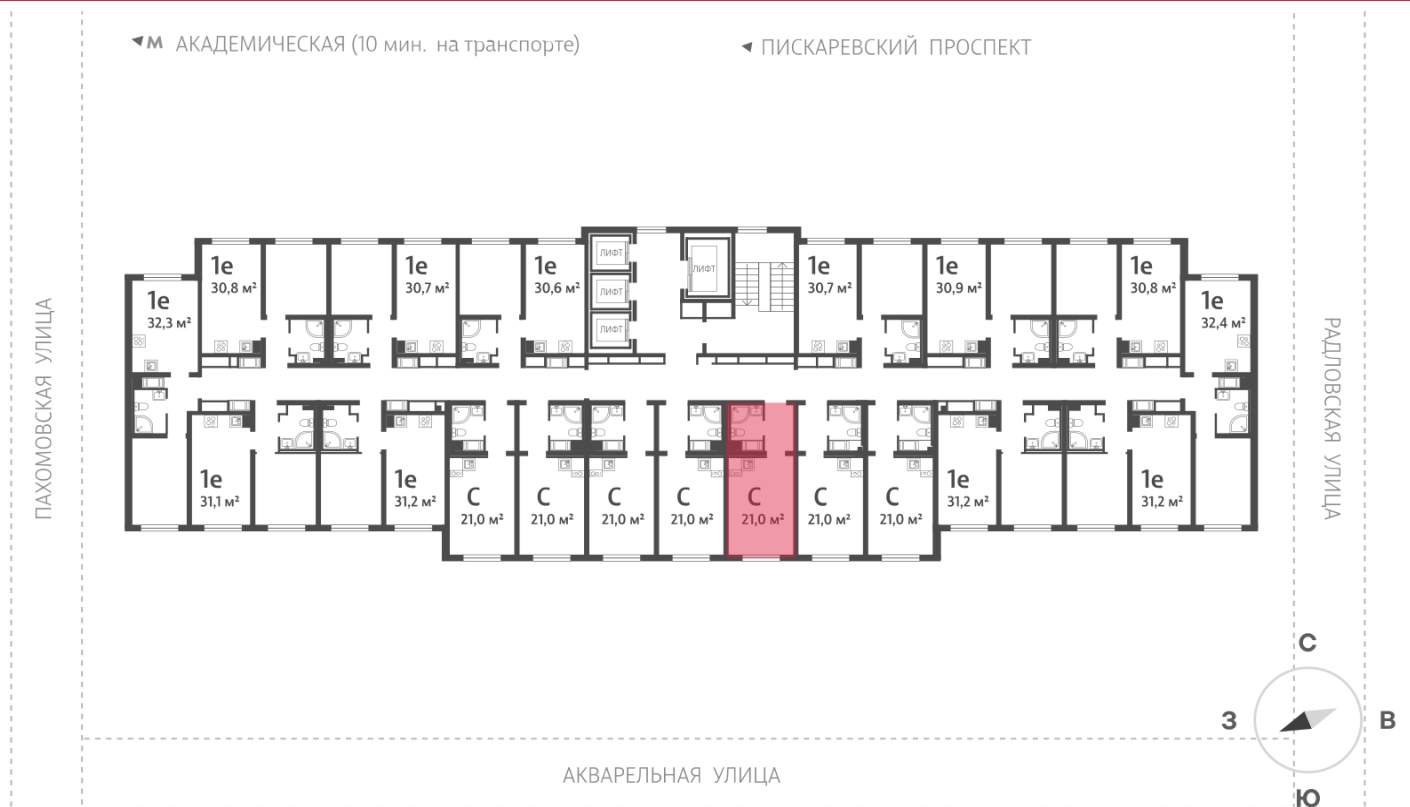 М АКАДЕМИЧЕСКАЯ (10 мин. на транспорте)
ПИСКАРЕВСКИЙ ПРОСПЕКТ
ПАХОМОВСКАЯ УЛИЦА
РАДЛОВСКАЯ УЛИЦА
1е
32,3 м²
1е
30,8 м²
1е
30,7 м²
1е
30,6 м²
ЛИФТ
ЛИФТ
ЛИФТ
ЛИФТ
1е
30,7 м²
1е
30,9 м²
1е
30,8 м²
1е
32,4 м²
1е
31,1 м²
1е
31,2 м²
С
21,0 м²
С
21,0 м²
С
21,0 м²
С
21,0 м²
С
21,0 м²
С
21,0 м²
С
21,0 м²
1е
31,2 м²
1е
31,2 м²
С
З
В
Ю
АКВАРЕЛЬНАЯ УЛИЦА